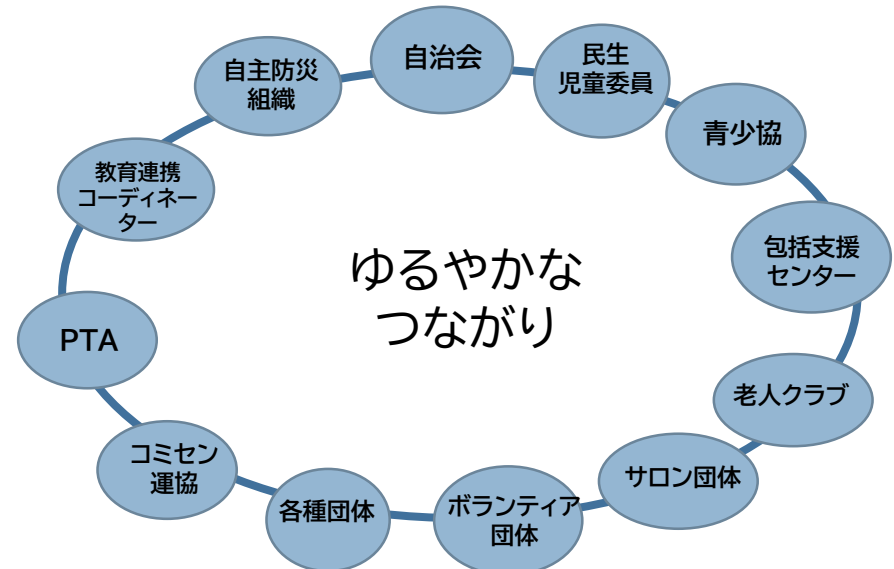 自治会
民生
児童委員
青少協
包括支援
センター
老人クラブ
サロン団体
ボランティア
団体
各種団体
コミセン
運協
PTA
教育連携
コーディネー
ター
自主防災
組織
ゆるやかな
つながり